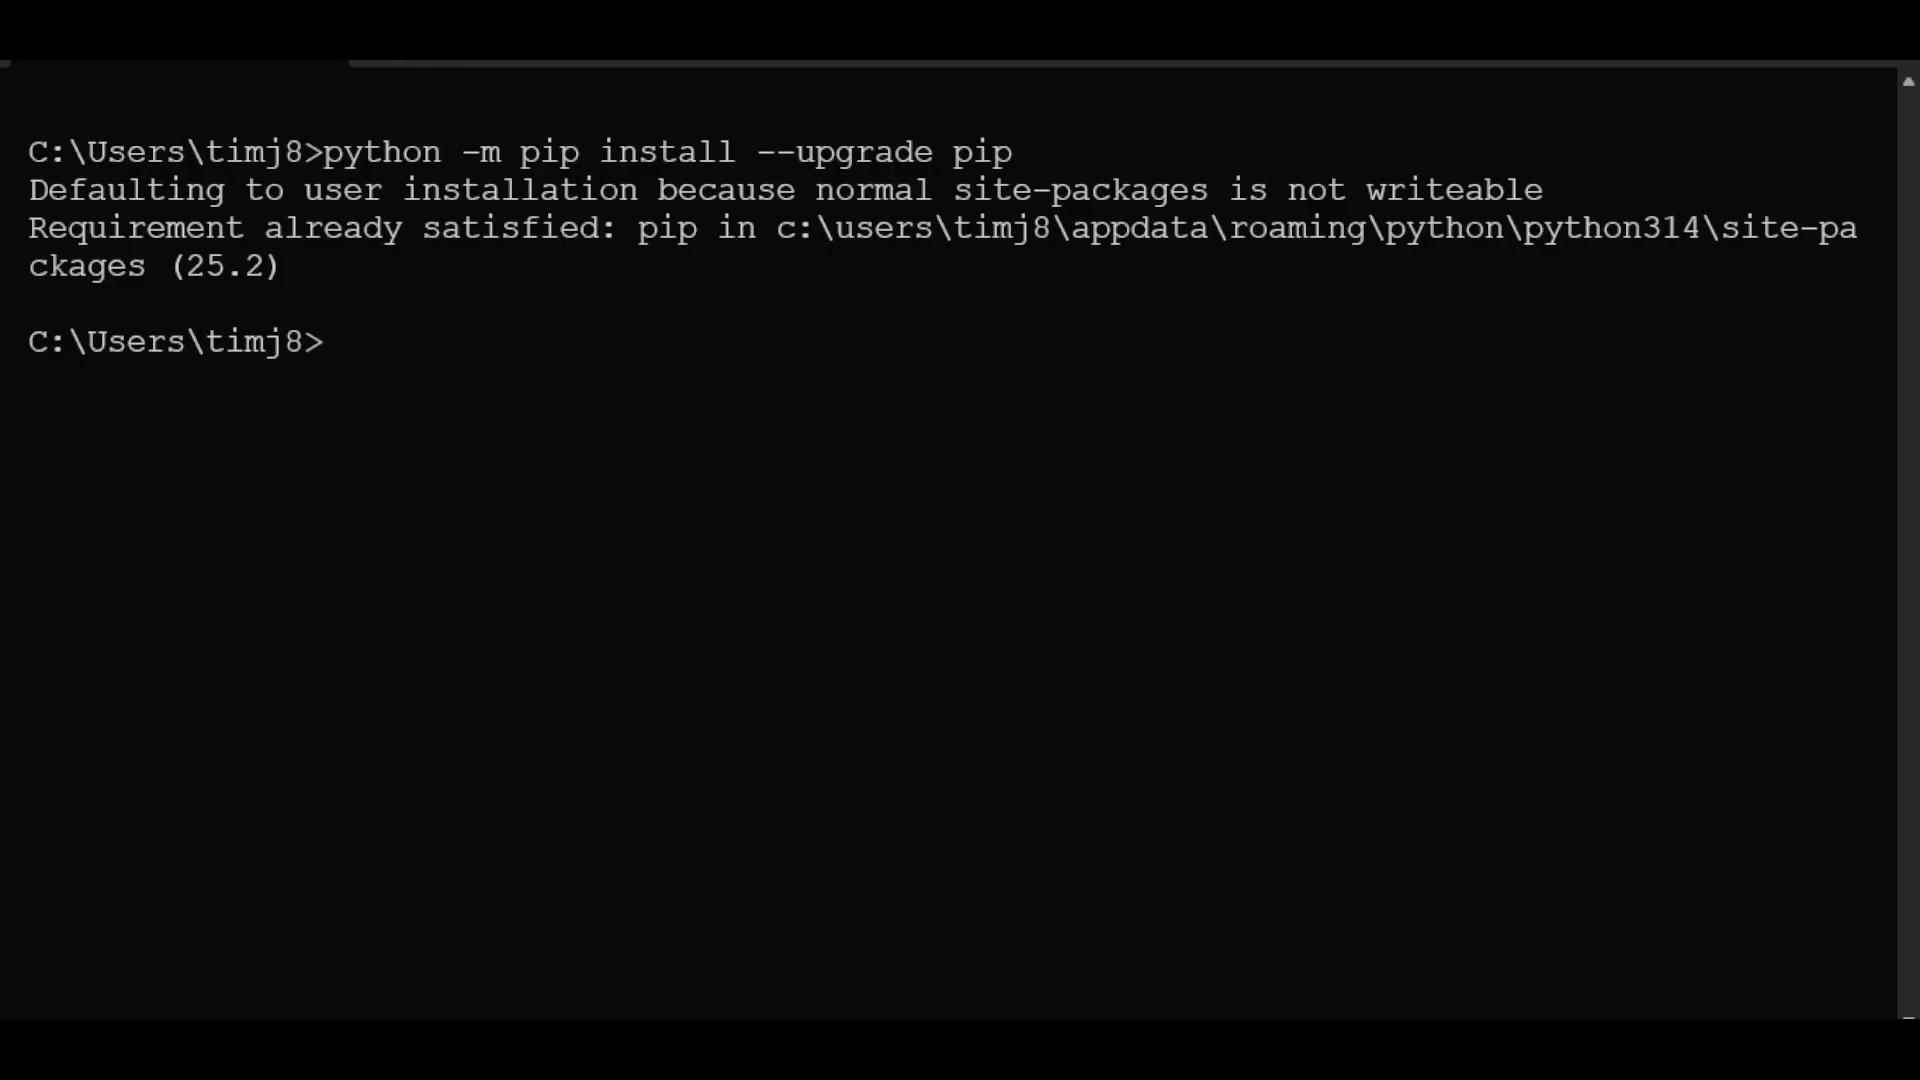 C:\Users\timj8>python -m pip install --upgrade pip
Defaulting to user installation because normal site-packages is not writeable
Requirement already satisfied: pip in c:\users\timj8\appdata\roaming\python\python314\site-pa
ckages (25.2)
C:\Users\timj8>